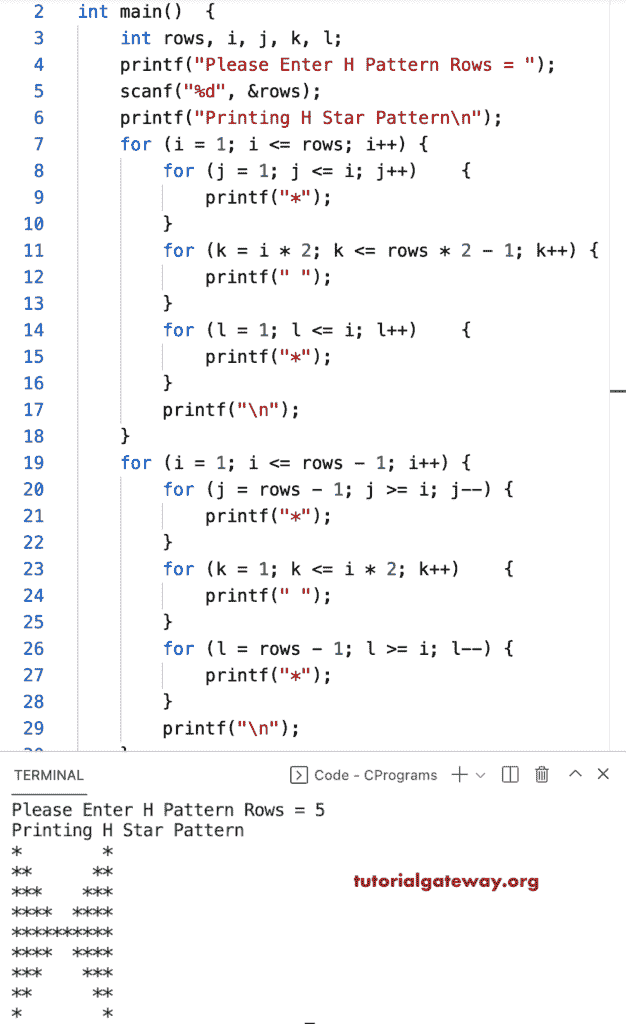 2 int main()  {
3     int rows, i, j, k, l;
4     printf("Please Enter H Pattern Rows = ");
5     scanf("%d", &rows);
6     printf("Printing H Star Pattern\n");
7     for (i = 1; i <= rows; i++) {
8         for (j = 1; j <= i; j++)    {
9             printf("*");
10         }
11         for (k = i * 2; k <= rows * 2 - 1; k++) {
12             printf(" ");
13         }
14         for (l = 1; l <= i; l++)    {
15             printf("*");
16         }
17         printf("\n");
18     }
19     for (i = 1; i <= rows - 1; i++) {
20         for (j = rows - 1; j >= i; j--) {
21             printf("*");
22         }
23         for (k = 1; k <= i * 2; k++)    {
24             printf(" ");
25         }
26         for (l = rows - 1; l >= i; l--) {
27             printf("*");
28         }
29         printf("\n");
TERMINAL Code - CPrograms
Please Enter H Pattern Rows = 5
Printing H Star Pattern
*        *
**      **
tutorialgateway.org
***    ***
****  ****
**********
****  ****
***    ***
**      **
*        *